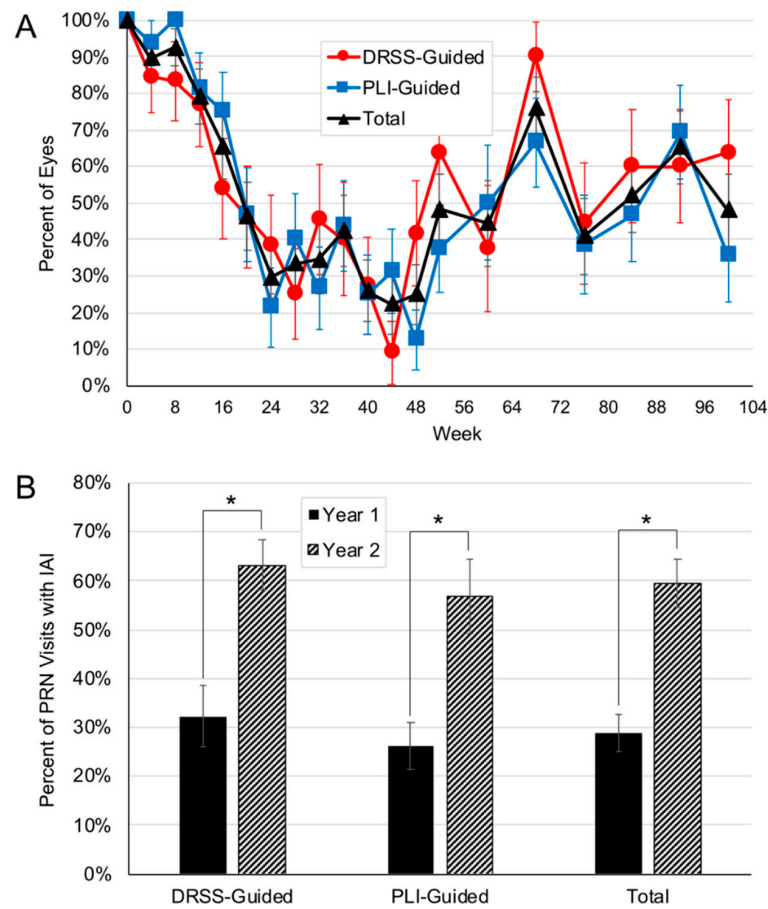 A
100%
90%
80%
70%
60%
50%
40%
30%
20%
10%
0%
Percent of Eyes
DRSS-Guided
PLI-Guided
Total
0 8 16 24 32 40 48 56 64 72 76 88 96 104
Week
B
80%
70%
60%
50%
40%
30%
20%
10%
0%
Percent of PRN Visits with IAI
* * *
Year 1
Year 2
DRSS-Guided PLI-Guided Total